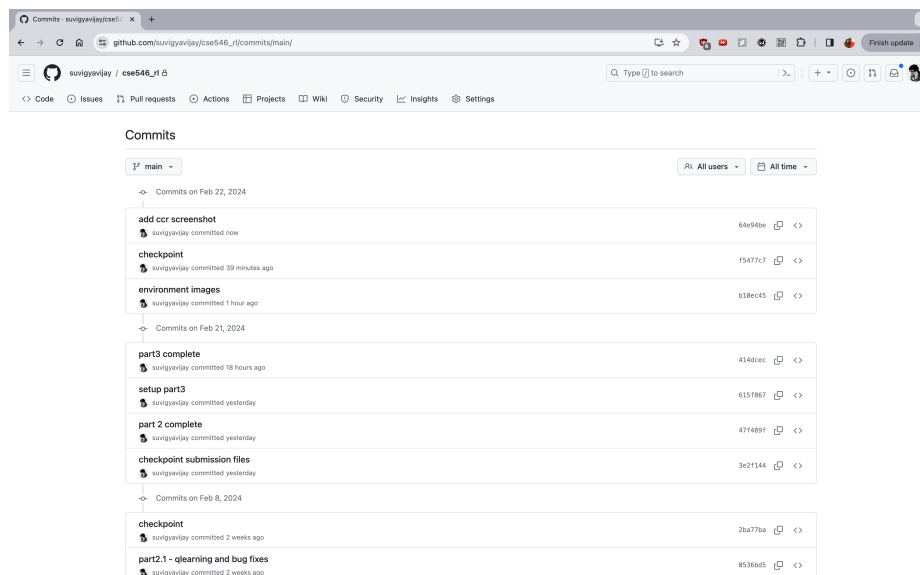 Commits · suvigyavijay/cse54
github.com/suvigyavijay/cse546_rl/commits/main/
Finish update
suvigyavijay / cse546_rl
Type / to search
Code Issues Pull requests Actions Projects Wiki Security Insights Settings
Commits
main All users All time
Commits on Feb 22, 2024
add ccr screenshot
suvigyavijay committed now
64e94be
checkpoint
suvigyavijay committed 39 minutes ago
f5477c7
environment images
suvigyavijay committed 1 hour ago
b10ec45
Commits on Feb 21, 2024
part3 complete
suvigyavijay committed 18 hours ago
414dcec
setup part3
suvigyavijay committed yesterday
615f867
part 2 complete
suvigyavijay committed yesterday
47f489f
checkpoint submission files
suvigyavijay committed yesterday
3e2f144
Commits on Feb 8, 2024
checkpoint
suvigyavijay committed 2 weeks ago
2ba77ba
part2.1 - qlearning and bug fixes
suvigyavijay committed 2 weeks ago
0536bd5